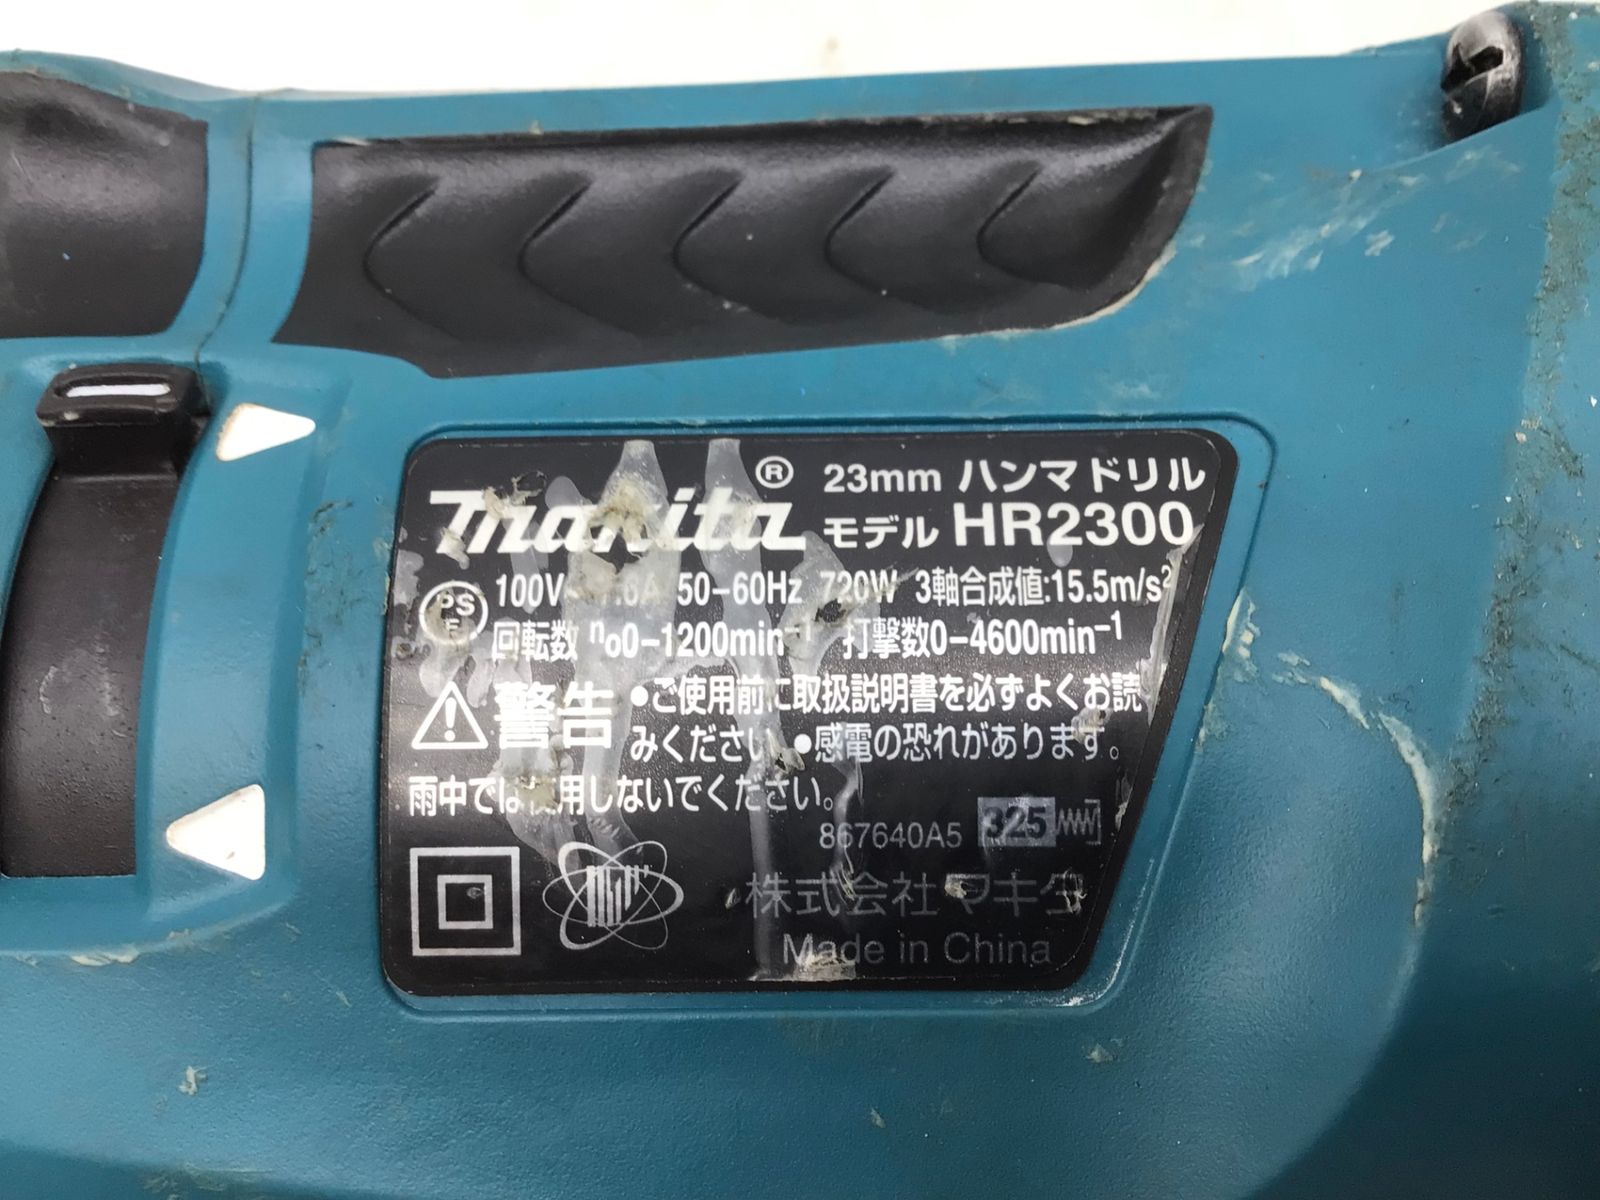 makita® 23mm ハンマドリル
モデル HR2300
PS E 100V~ 50-60Hz 720W 3軸合成値:15.5m/s²
回転数 n₀0-1200min⁻¹ 打撃数0-4600min⁻¹
警告 ●ご使用前に取扱説明書を必ずよくお読
みください。●感電の恐れがあります。
雨中では使用しないでください。
867640A5 325
株式会社マキタ
Made in China